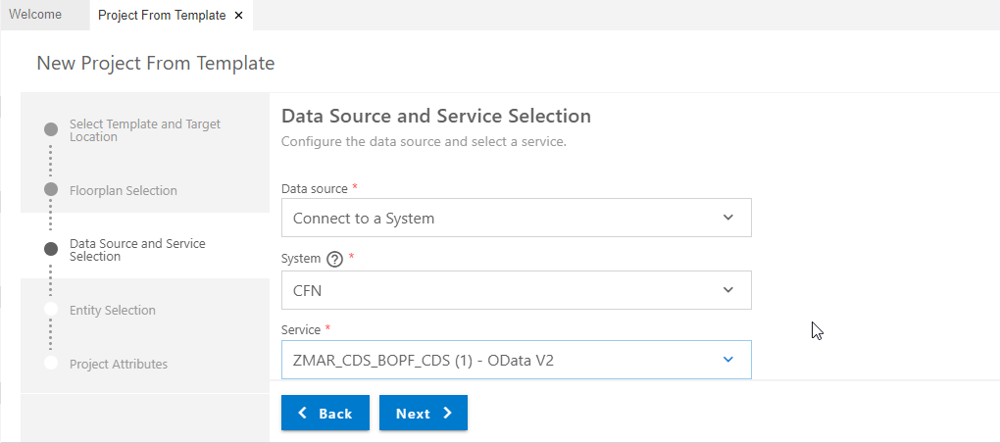 Welcome
Project From Template ×
New Project From Template
Select Template and Target
Location
Floorplan Selection
Data Source and Service
Selection
Entity Selection
Project Attributes
Data Source and Service Selection
Configure the data source and select a service.
Data source *
Connect to a System
System ? *
CFN
Service *
ZMAR_CDS_BOPF_CDS (1) - OData V2
Back
Next